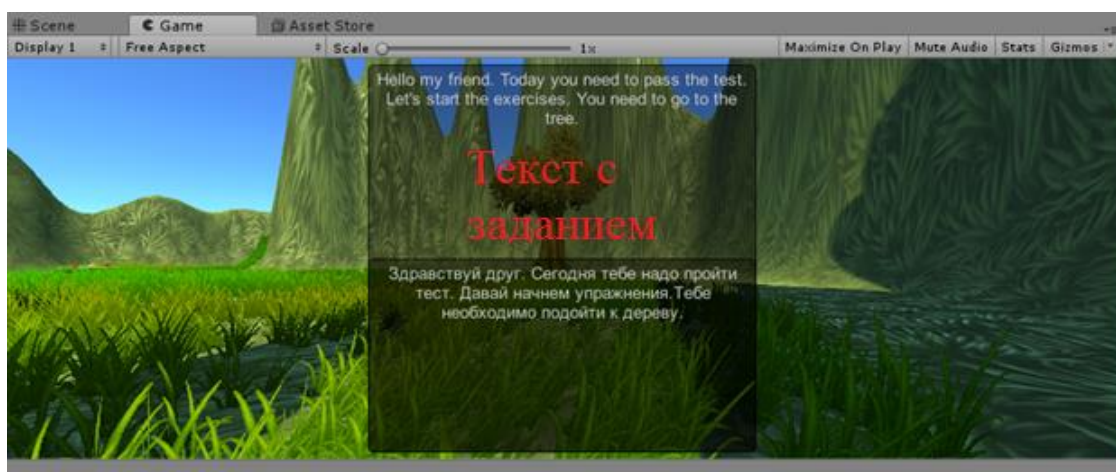 Scene Game Asset Store
Display 1 Free Aspect Scale 1x Maximize On Play Mute Audio Stats Gizmos
Hello my friend. Today you need to pass the test.
Let's start the exercises. You need to go to the
tree.
Текст с
заданием
Здравствуй друг. Сегодня тебе надо пройти
тест. Давай начнем упражнения.Тебе
необходимо подойти к дереву.